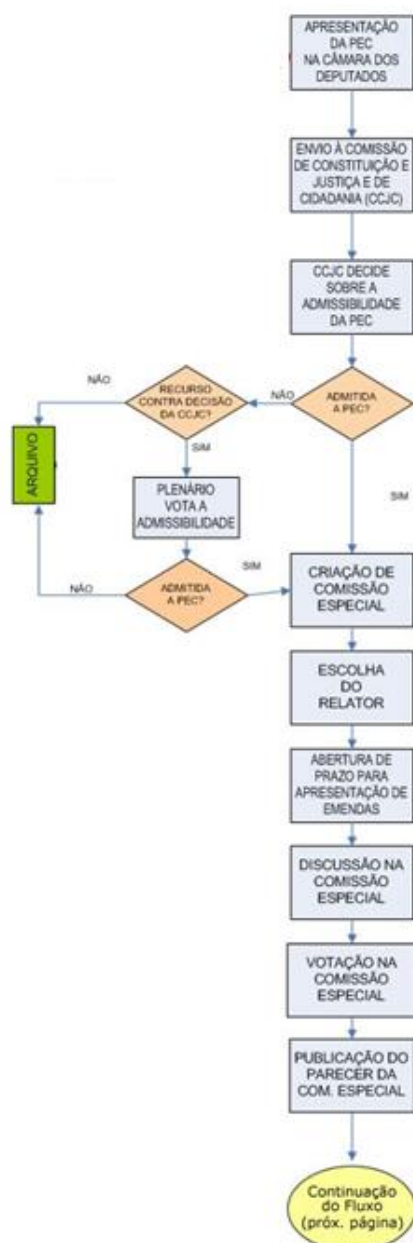 APRESENTAÇÃO
DA PEC
NA CÂMARA DOS
DEPUTADOS
ENVIO À COMISSÃO
DE CONSTITUIÇÃO E
JUSTIÇA E DE
CIDADANIA (CCJC)
CCJC DECIDE
SOBRE A
ADMISSIBILIDADE
DA PEC
ADMITIDA
A PEC?
NÃO
RECURSO
CONTRA DECISÃO
DA CCJC?
NÃO
ARQUIVO
SIM
PLENÁRIO
VOTA A
ADMISSIBILIDADE
ADMITIDA
A PEC?
NÃO
SIM
SIM
CRIAÇÃO DE
COMISSÃO
ESPECIAL
ESCOLHA
DO
RELATOR
ABERTURA DE
PRAZO PARA
APRESENTAÇÃO DE
EMENDAS
DISCUSSÃO NA
COMISSÃO
ESPECIAL
VOTAÇÃO NA
COMISSÃO
ESPECIAL
PUBLICAÇÃO DO
PARECER DA
COM. ESPECIAL
Continuação
do Fluxo
(próx. página)